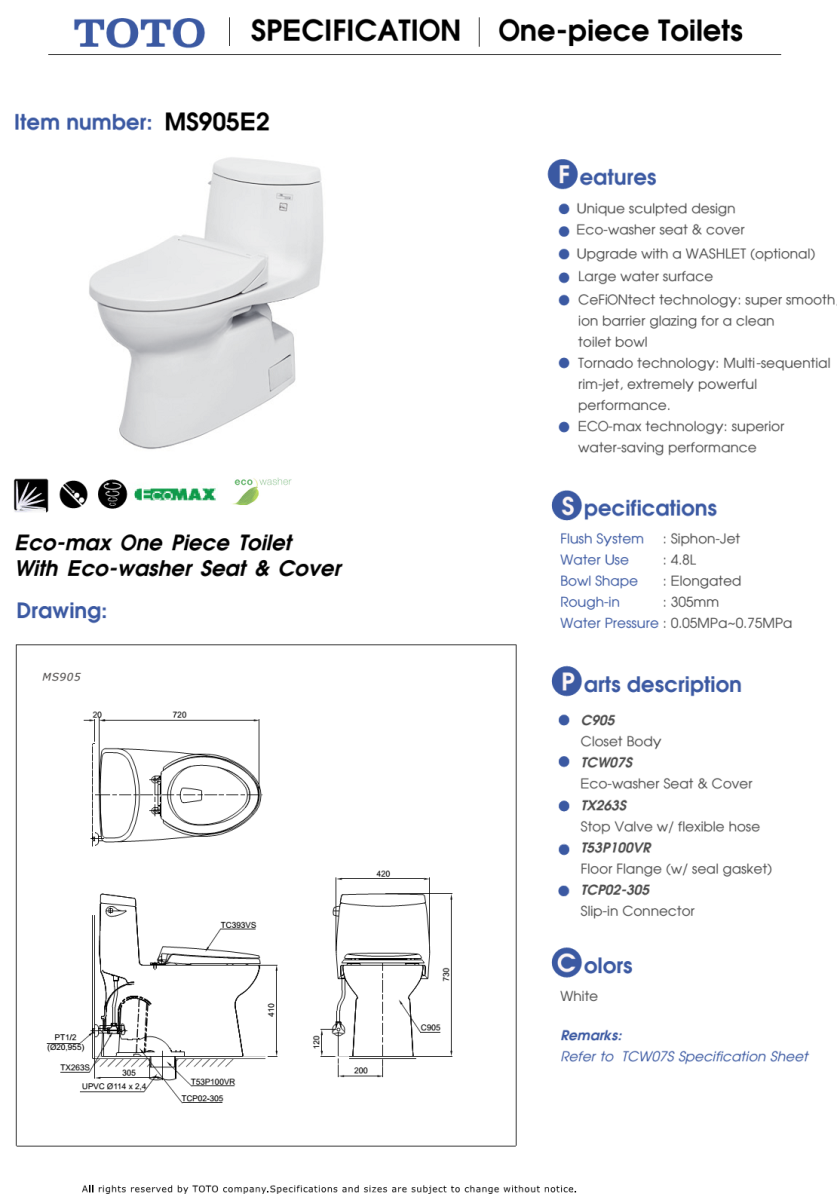 TOTO | SPECIFICATION | One-piece Toilets
Item number: MS905E2
Features
Unique sculpted design
Eco-washer seat & cover
Upgrade with a WASHLET (optional)
Large water surface
CeFiONtect technology: super smooth,
ion barrier glazing for a clean
toilet bowl
Tornado technology: Multi-sequential
rim-jet, extremely powerful
performance.
ECO-max technology: superior
water-saving performance
ECOMAX
eco washer
Eco-max One Piece Toilet
With Eco-washer Seat & Cover
Specifications
Flush System : Siphon-Jet
Water Use : 4.8L
Bowl Shape : Elongated
Rough-in : 305mm
Water Pressure : 0.05MPa~0.75MPa
Drawing:
MS905
20
720
420
TC393VS
730
410
C905
120
PT1/2
(Ø20,955)
TX263S
305
200
T53P100VR
UPVC Ø114 x 2,4
TCP02-305
Parts description
C905
Closet Body
TCW07S
Eco-washer Seat & Cover
TX263S
Stop Valve w/ flexible hose
T53P100VR
Floor Flange (w/ seal gasket)
TCP02-305
Slip-in Connector
Colors
White
Remarks:
Refer to TCW07S Specification Sheet
All rights reserved by TOTO company.Specifications and sizes are subject to change without notice.